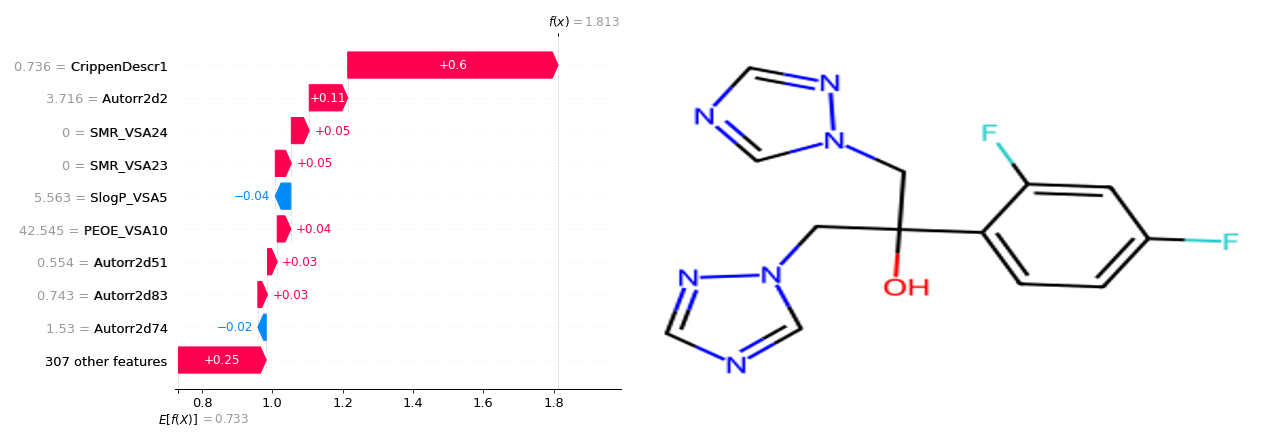 f(x) = 1.813
0.736 = CrippenDescr1
+0.6
3.716 = Autorr2d2
+0.11
0 = SMR_VSA24
+0.05
0 = SMR_VSA23
+0.05
5.563 = SlogP_VSA5
−0.04
42.545 = PEOE_VSA10
+0.04
0.554 = Autorr2d51
+0.03
0.743 = Autorr2d83
+0.03
1.53 = Autorr2d74
−0.02
307 other features
+0.25
0.8 1.0 1.2 1.4 1.6 1.8
E[f(X)] = 0.733
N
N
N
F
F
OH
N
N
N